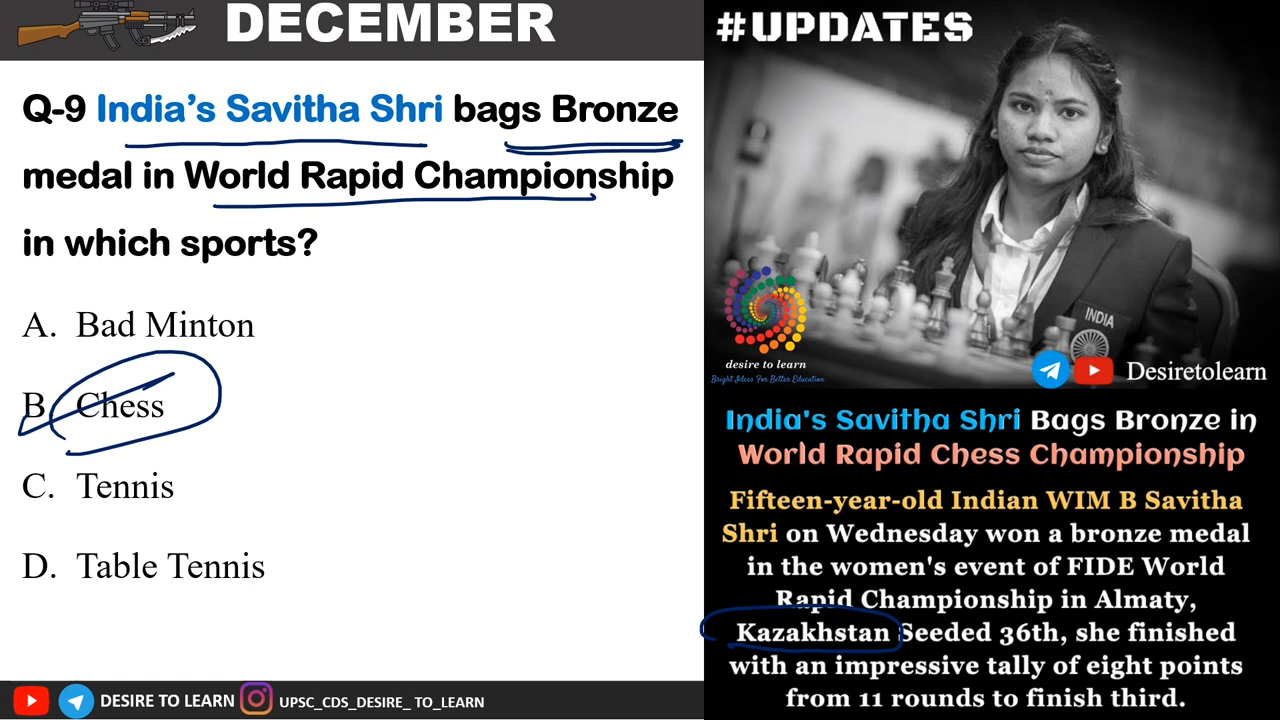 DECEMBER
Q-9 India's Savitha Shri bags Bronze
medal in World Rapid Championship
in which sports?
A. Bad Minton
B. Chess
C. Tennis
D. Table Tennis
DESIRE TO LEARN
UPSC_CDS_DESIRE_ TO_LEARN
#UPDATES
INDIA
desire to learn
Bright Ideas For Better Education
Desiretolearn
India's Savitha Shri Bags Bronze in
World Rapid Chess Championship
Fifteen-year-old Indian WIM B Savitha
Shri on Wednesday won a bronze medal
in the women's event of FIDE World
Rapid Championship in Almaty,
Kazakhstan Seeded 36th, she finished
with an impressive tally of eight points
from 11 rounds to finish third.